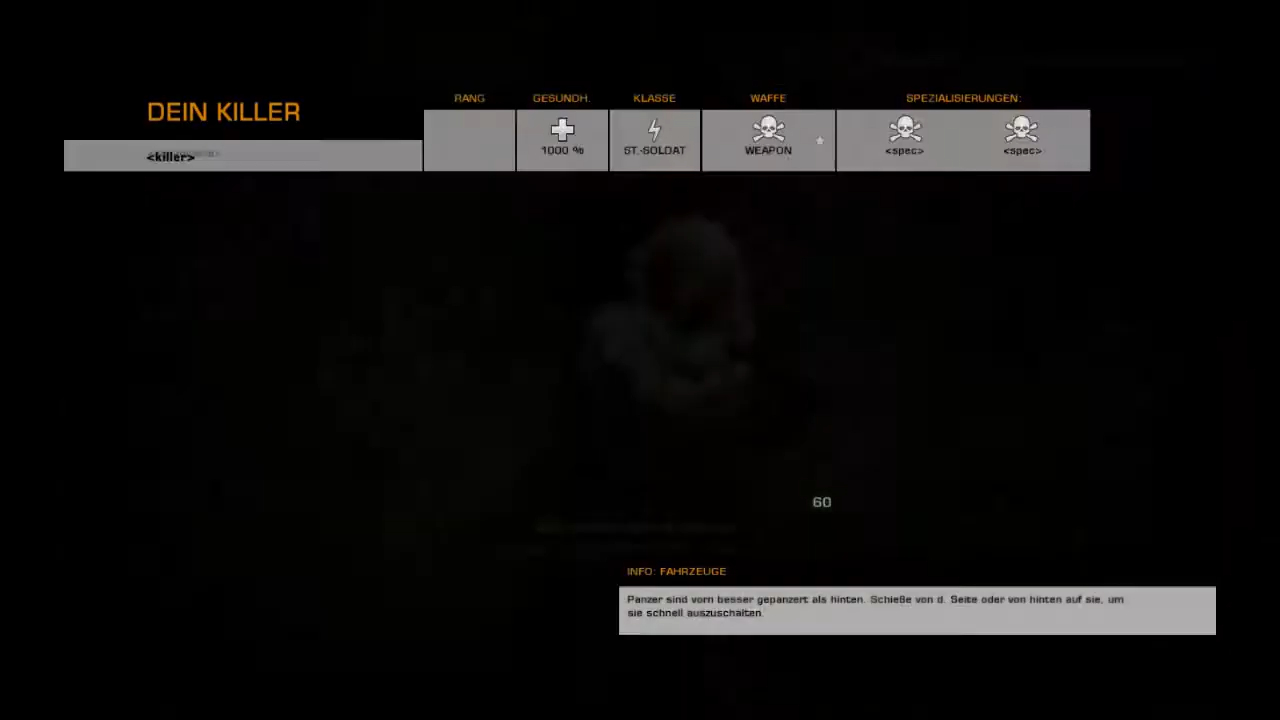 RANG GESUNDH. KLASSE WAFFE SPEZIALISIERUNGEN:
DEIN KILLER
1000 % ST.-SOLDAT WEAPON <spec> <spec>
<killer>
60
INFO: FAHRZEUGE
Panzer sind vorn besser gepanzert als hinten. Schieße von d. Seite oder von hinten auf sie, um
sie schnell auszuschalten.